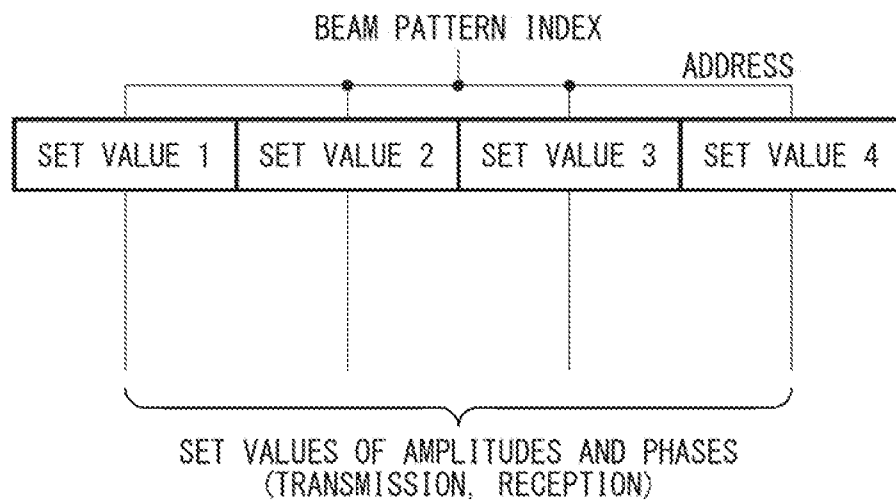 BEAM PATTERN INDEX
ADDRESS
SET VALUE 1 SET VALUE 2 SET VALUE 3 SET VALUE 4
SET VALUES OF AMPLITUDES AND PHASES
(TRANSMISSION, RECEPTION)